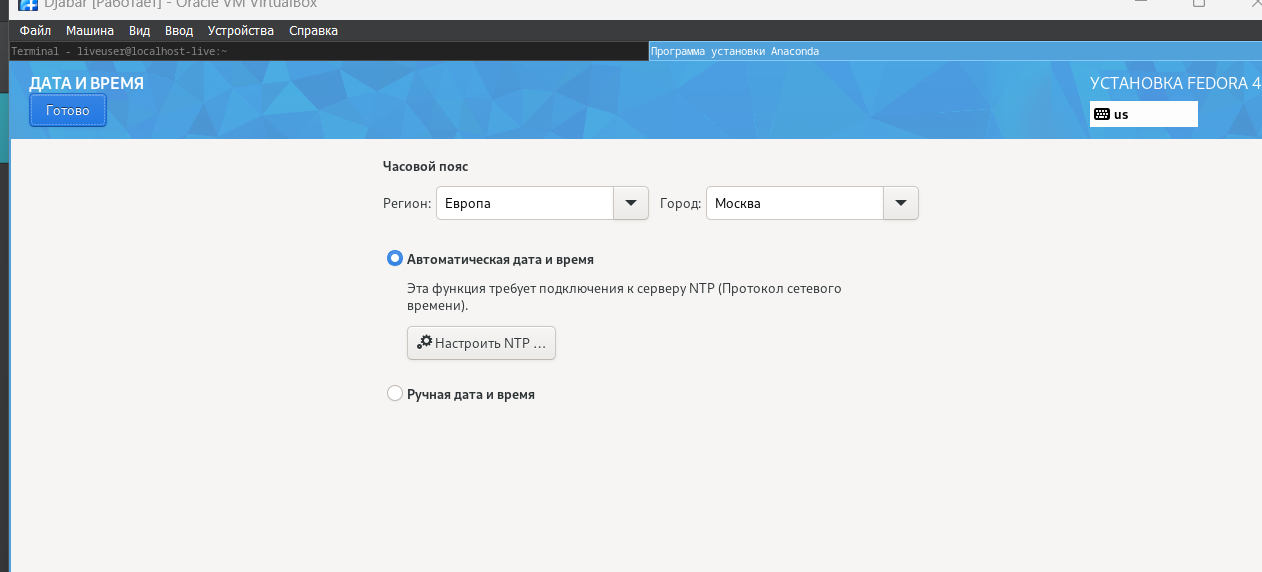 Djabar [Работает] - Oracle VM VirtualBox
Файл Машина Вид Ввод Устройства Справка
Terminal - liveuser@localhost-live:~ Программа установки Anaconda
ДАТА И ВРЕМЯ УСТАНОВКА FEDORA 4
Готово us
Часовой пояс
Регион: Европа Город: Москва
Автоматическая дата и время
Эта функция требует подключения к серверу NTP (Протокол сетевого
времени).
Настроить NTP ...
Ручная дата и время